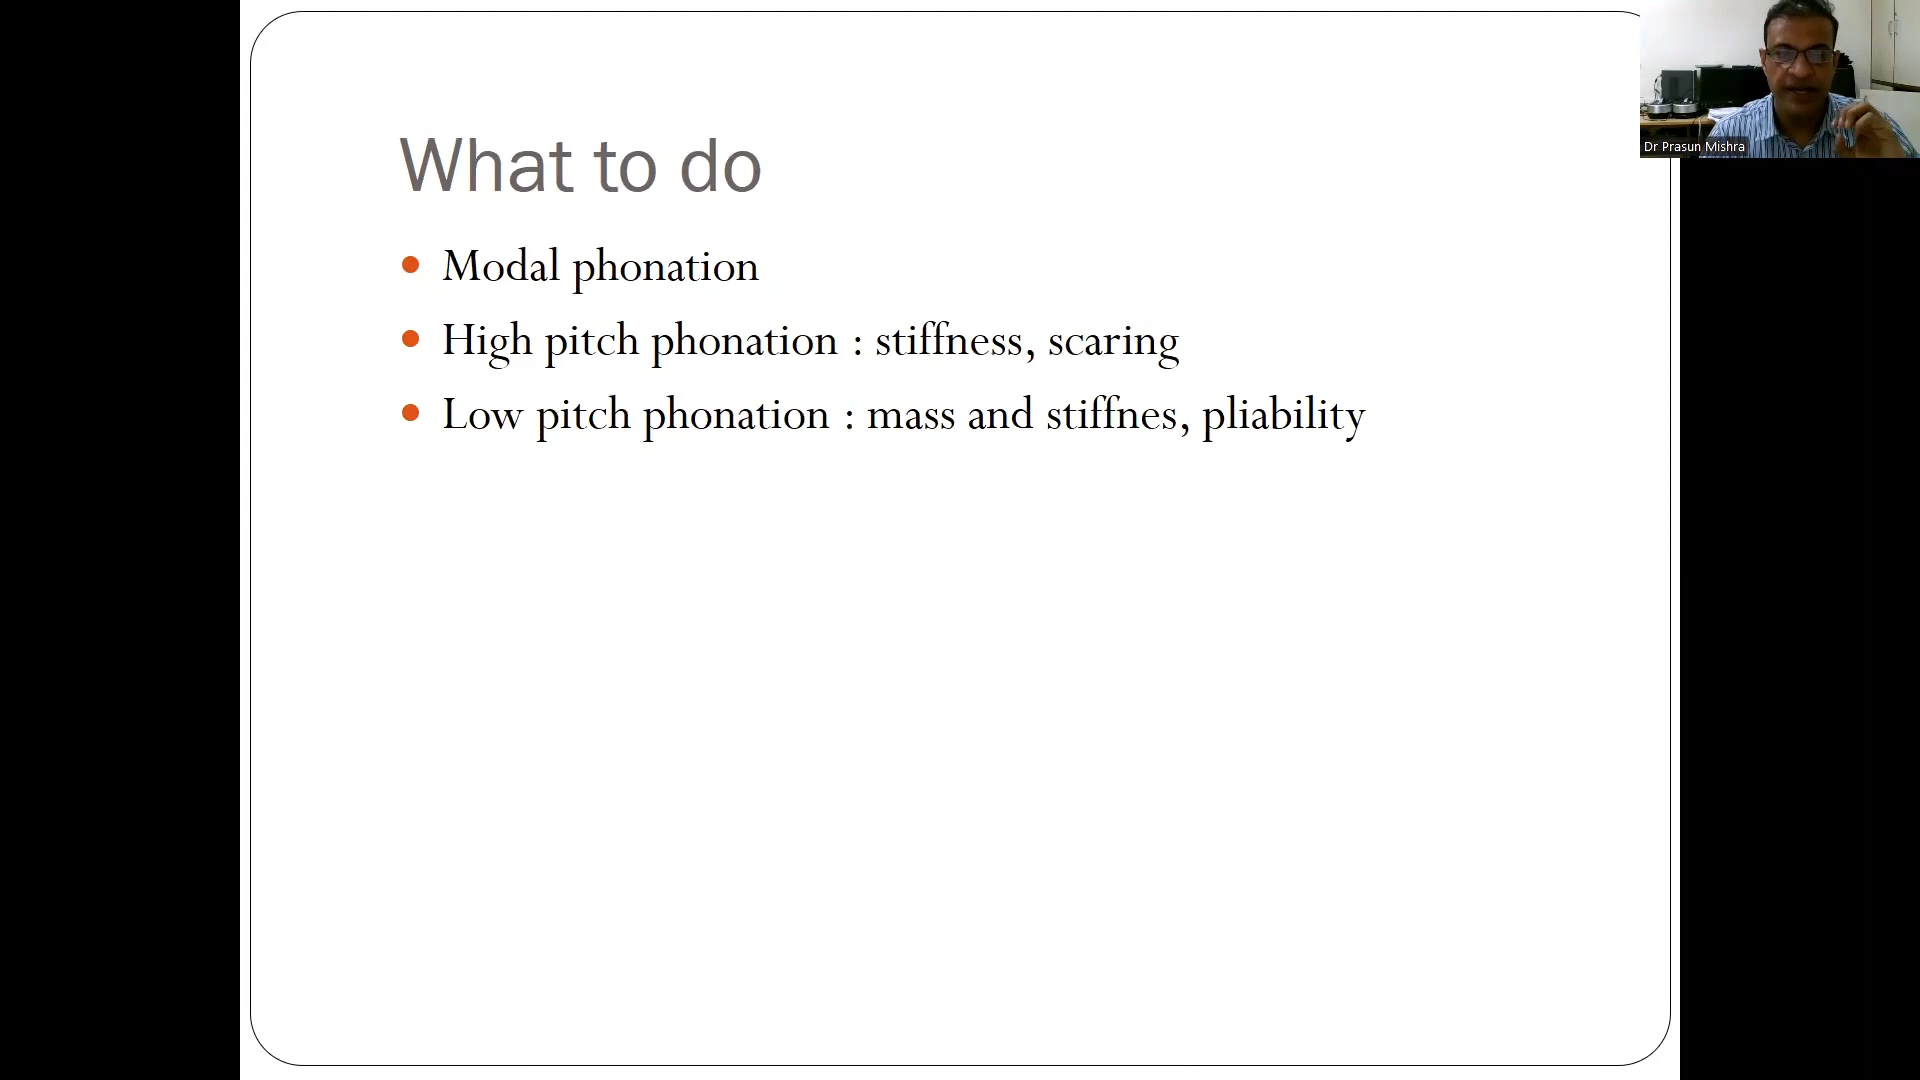 What to do
Modal phonation
High pitch phonation : stiffness, scaring
Low pitch phonation : mass and stiffnes, pliability
Dr Prasun Mishra